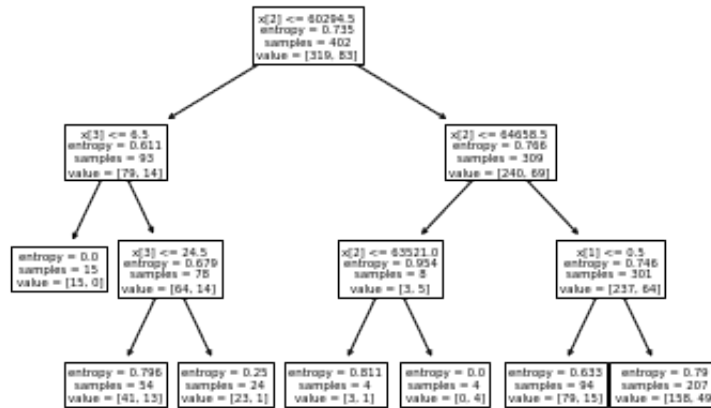 x[2] <= 60294.5
entropy = 0.735
samples = 402
value = [319, 83]
x[3] <= 6.5
entropy = 0.611
samples = 93
value = [79, 14]
x[2] <= 64658.5
entropy = 0.766
samples = 309
value = [240, 69]
entropy = 0.0
samples = 15
value = [15, 0]
x[3] <= 24.5
entropy = 0.679
samples = 78
value = [64, 14]
x[2] <= 63521.0
entropy = 0.954
samples = 8
value = [3, 5]
x[1] <= 0.5
entropy = 0.746
samples = 301
value = [237, 64]
entropy = 0.796
samples = 54
value = [41, 13]
entropy = 0.25
samples = 24
value = [23, 1]
entropy = 0.811
samples = 4
value = [3, 1]
entropy = 0.0
samples = 4
value = [0, 4]
entropy = 0.633
samples = 94
value = [79, 15]
entropy = 0.79
samples = 207
value = [158, 49